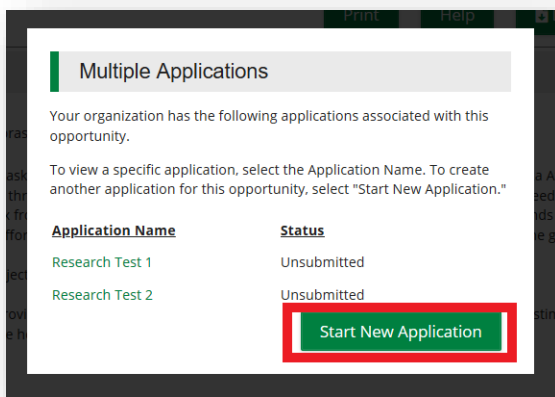 Print Help
Multiple Applications
Your organization has the following applications associated with this
opportunity.
To view a specific application, select the Application Name. To create
another application for this opportunity, select "Start New Application."
Application Name Status
Research Test 1 Unsubmitted
Research Test 2 Unsubmitted
Start New Application